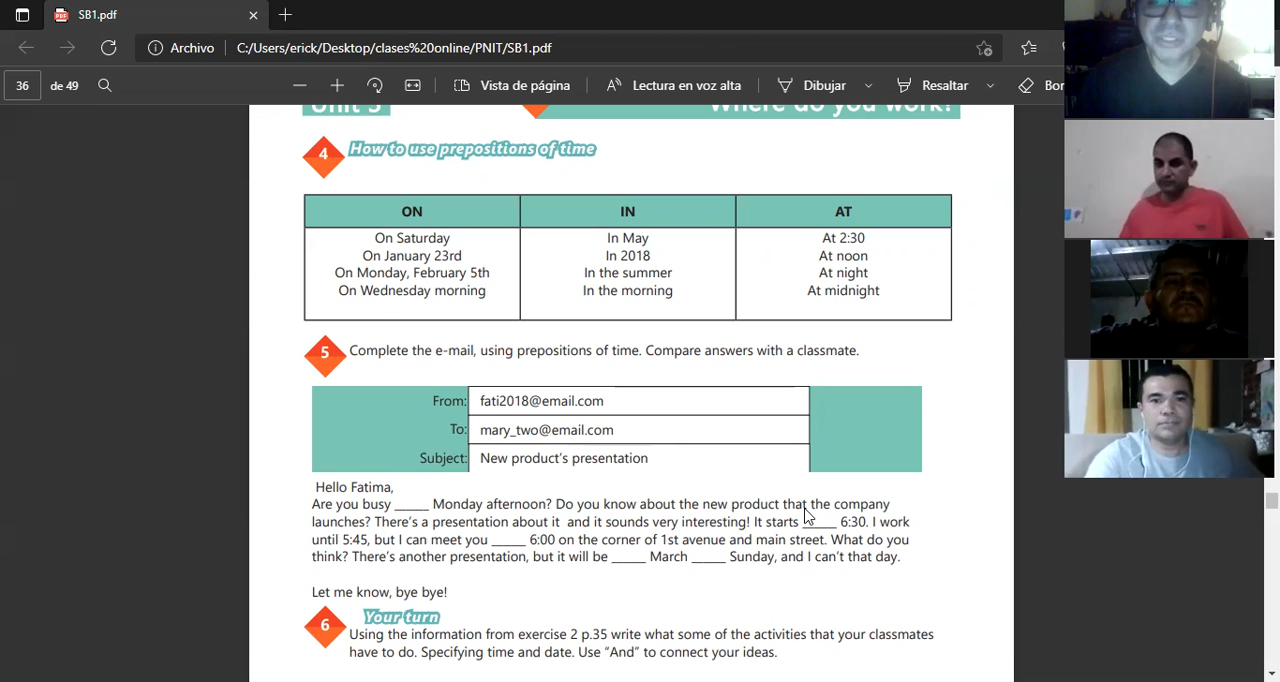 SB1.pdf
Archivo C:/Users/erick/Desktop/clases%20online/PNIT/SB1.pdf
36 de 49 Vista de página Lectura en voz alta Dibujar Resaltar Bor
Unit 5 Where do you work?
4 How to use prepositions of time
ON IN AT
On Saturday In May At 2:30
On January 23rd In 2018 At noon
On Monday, February 5th In the summer At night
On Wednesday morning In the morning At midnight
5 Complete the e-mail, using prepositions of time. Compare answers with a classmate.
From: fati2018@email.com
To: mary_two@email.com
Subject: New product's presentation
Hello Fatima,
Are you busy _____ Monday afternoon? Do you know about the new product that the company
launches? There's a presentation about it and it sounds very interesting! It starts _____ 6:30. I work
until 5:45, but I can meet you _____ 6:00 on the corner of 1st avenue and main street. What do you
think? There's another presentation, but it will be _____ March _____ Sunday, and I can't that day.
Let me know, bye bye!
6 Your turn
Using the information from exercise 2 p.35 write what some of the activities that your classmates
have to do. Specifying time and date. Use "And" to connect your ideas.